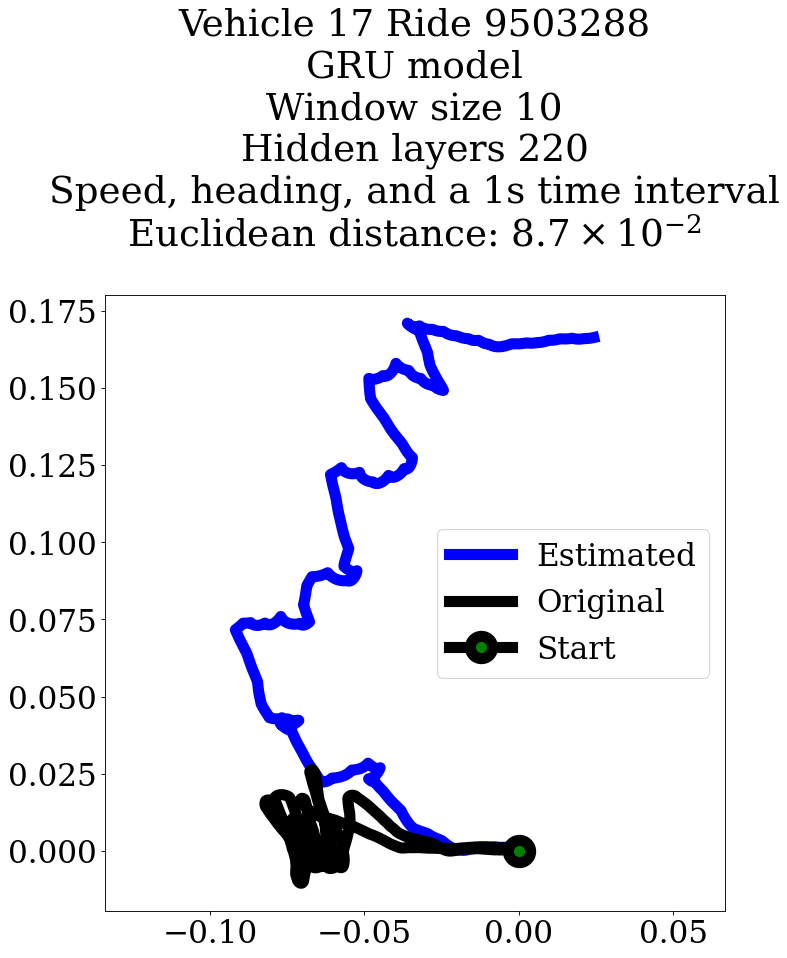 Vehicle 17 Ride 9503288
GRU model
Window size 10
Hidden layers 220
Speed, heading, and a 1s time interval
Euclidean distance: 8.7 × 10⁻²
0.175
0.150
0.125
0.100
0.075
0.050
0.025
0.000
Estimated
Original
Start
−0.10
−0.05
0.00
0.05